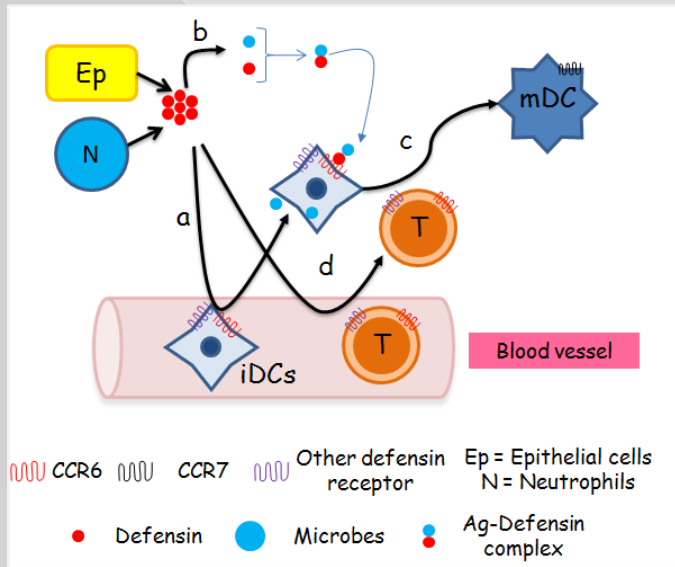 b
Ep
N
mDC
c
a
T
d
T
iDCs
Blood vessel
CCR6
CCR7
Other defensin
receptor
Ep = Epithelial cells
N = Neutrophils
Defensin
Microbes
Ag-Defensin
complex